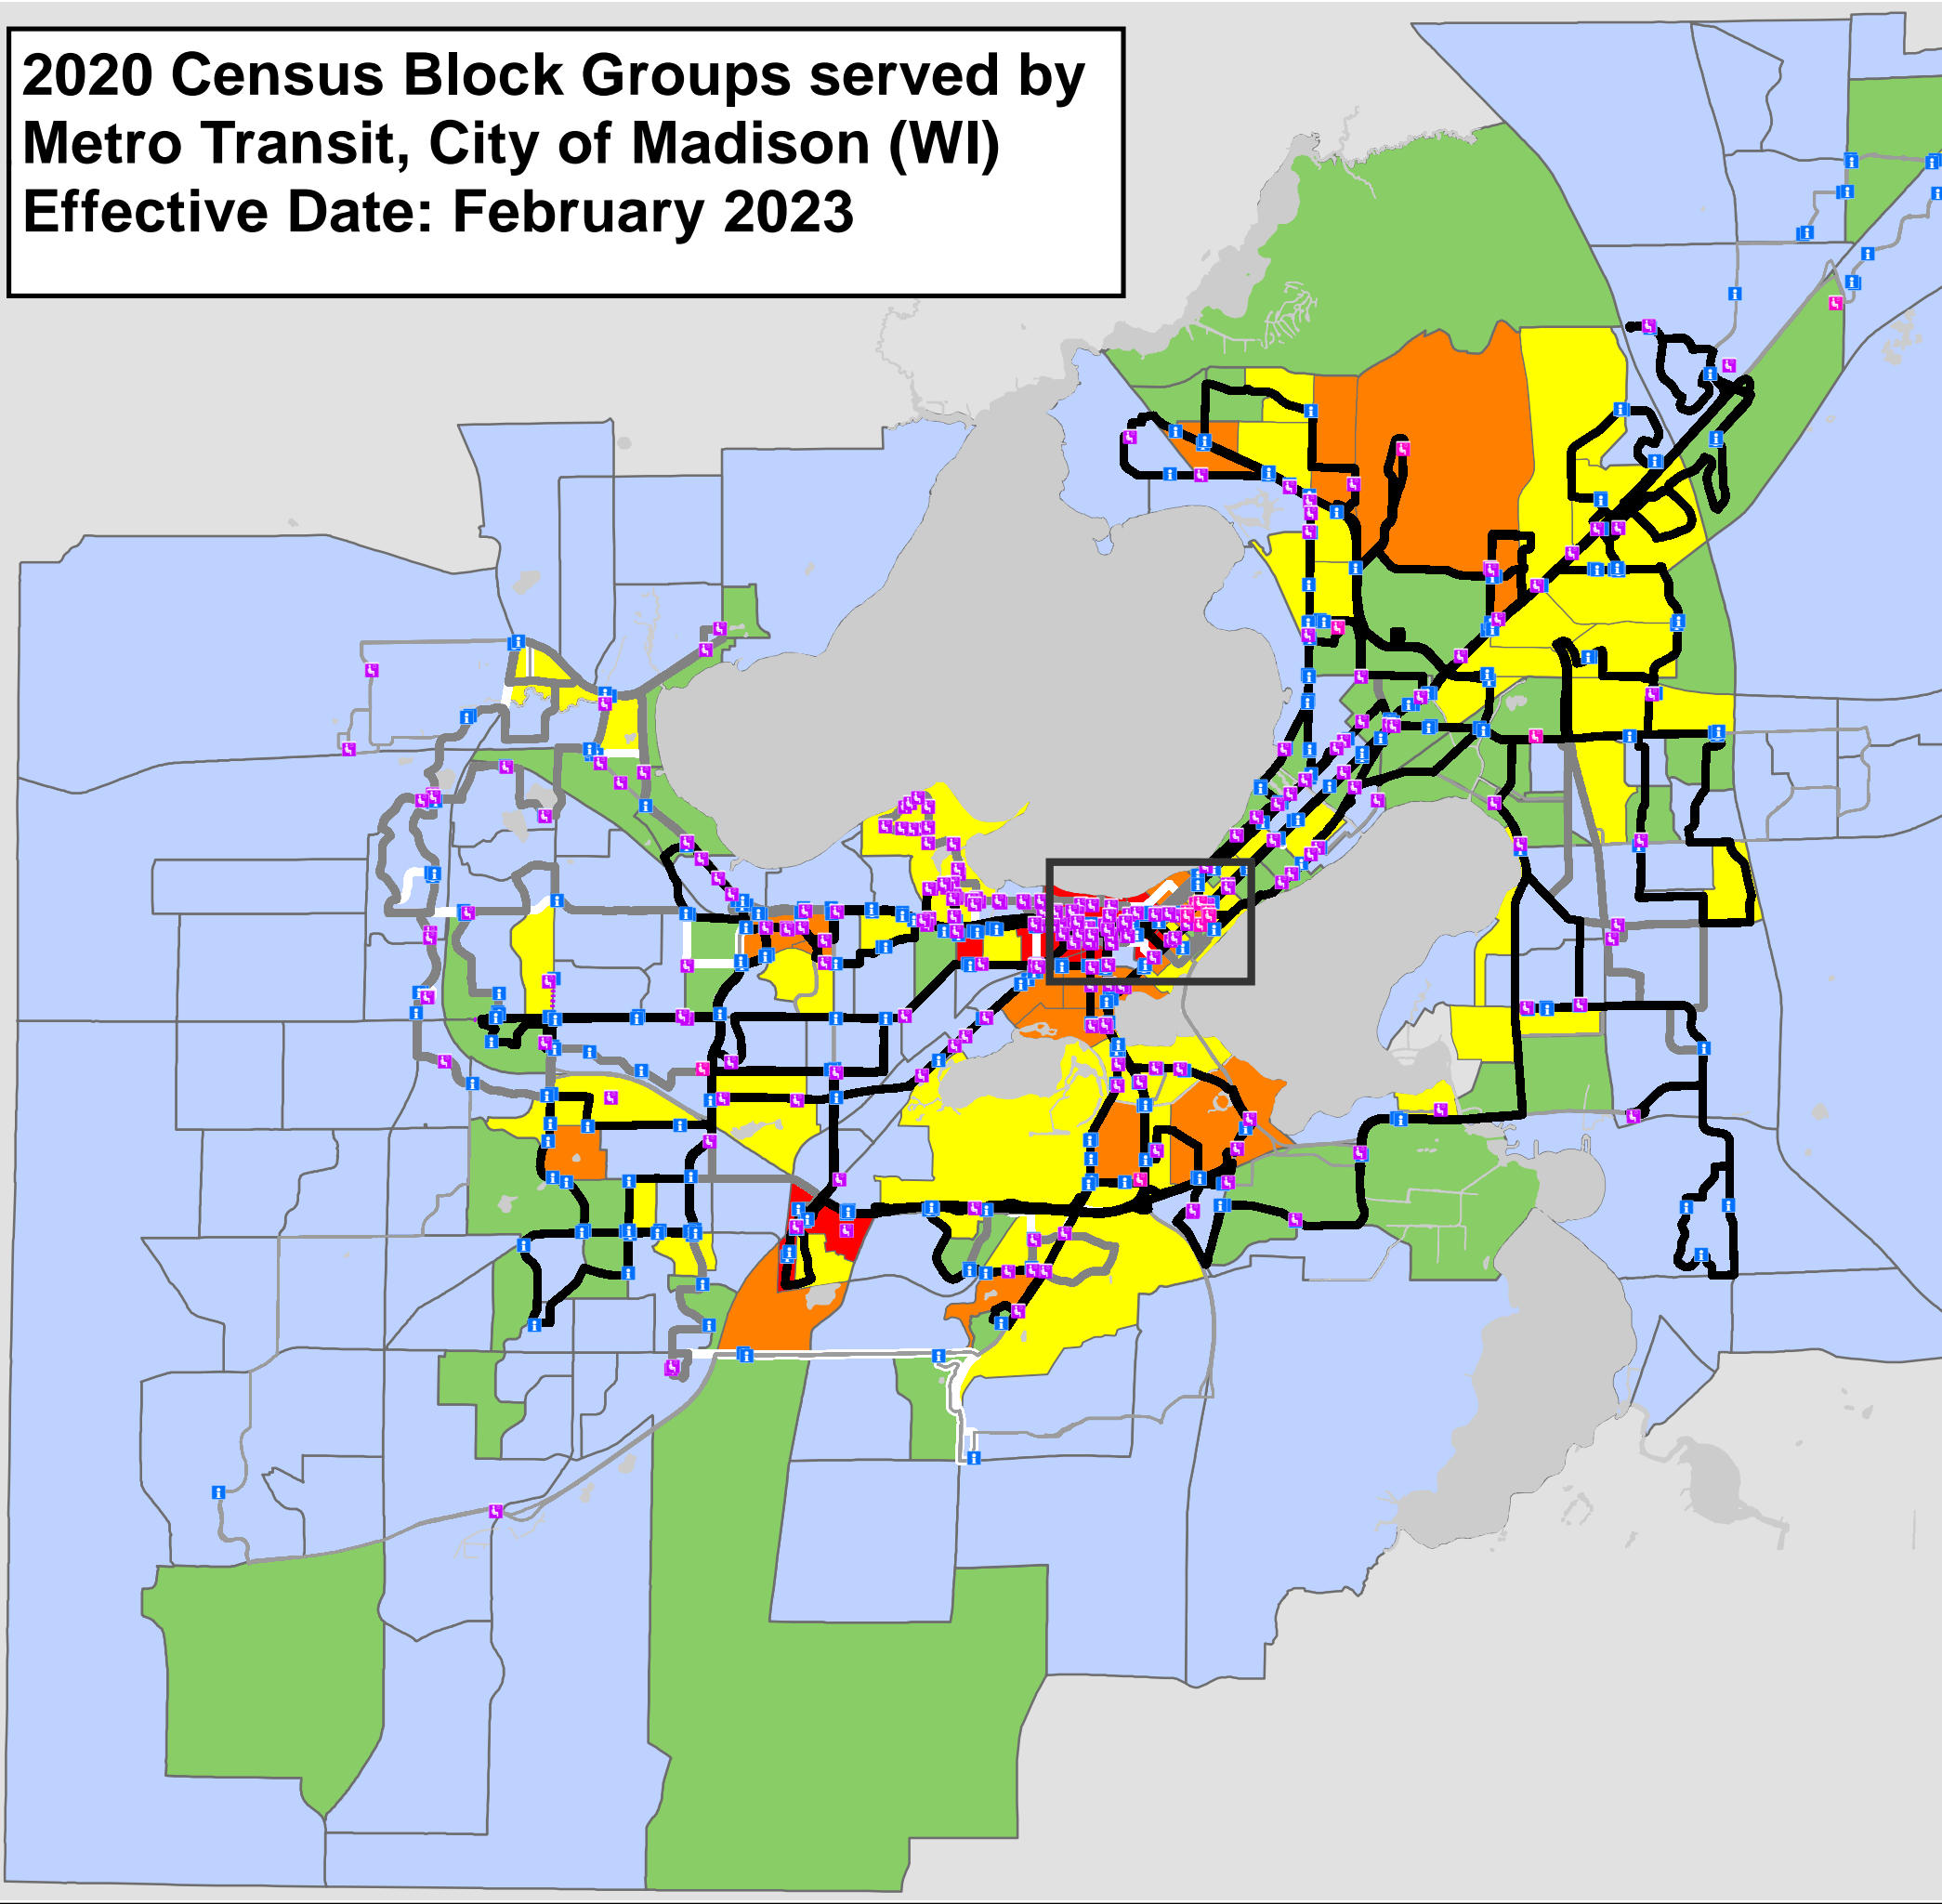 2020 Census Block Groups served by
Metro Transit, City of Madison (WI)
Effective Date: February 2023